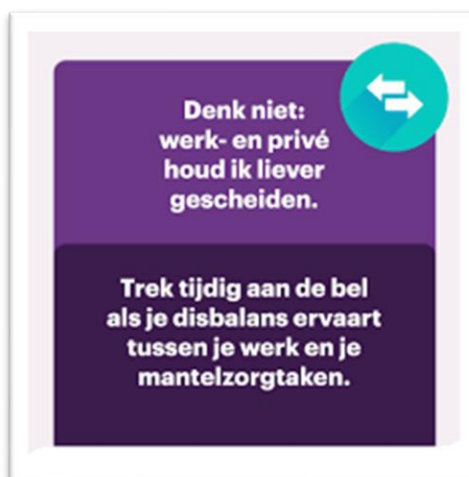 Denk niet:
werk- en privé
houd ik liever
gescheiden.
Trek tijdig aan de bel
als je disbalans ervaart
tussen je werk en je
mantelzorgtaken.